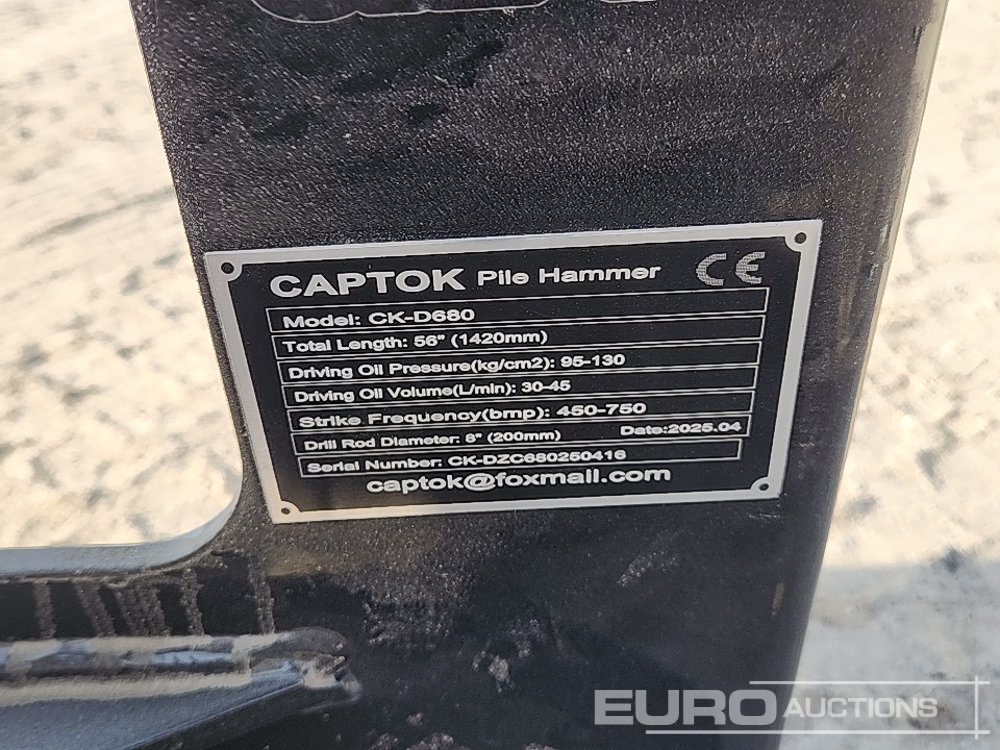 CAPTOK Pile Hammer CE
Model: CK-D680
Total Length: 56" (1420mm)
Driving Oil Pressure(kg/cm2): 95-130
Driving Oil Volume(L/min): 30-45
Strike Frequency(bmp): 450-750
Drill Rod Diameter: 8" (200mm) Date:2025.04
Serial Number: CK-DZC680250416
captok@foxmail.com
EURO AUCTIONS